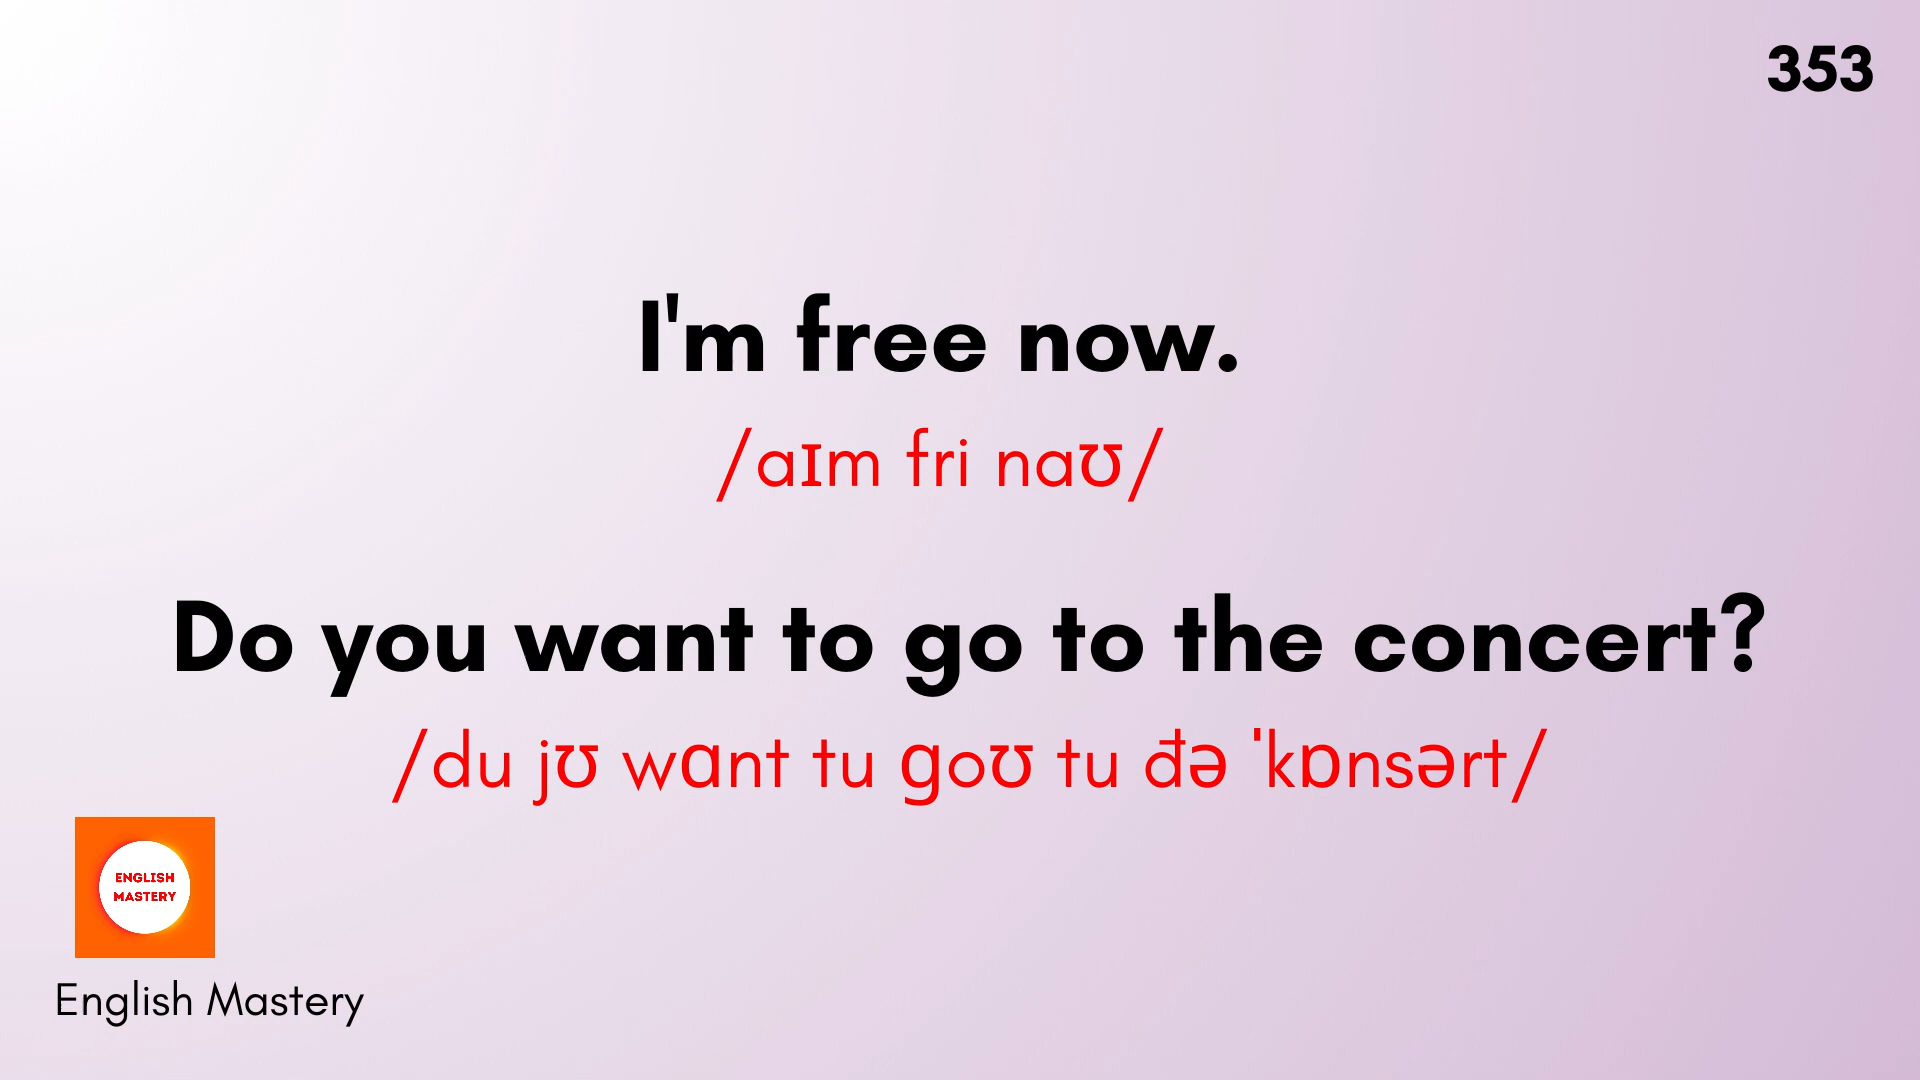 353
I'm free now.
/aɪm fri naʊ/
Do you want to go to the concert?
/du jʊ wɑnt tu ɡoʊ tu đə ˈkɒnsərt/
ENGLISH
MASTERY
English Mastery